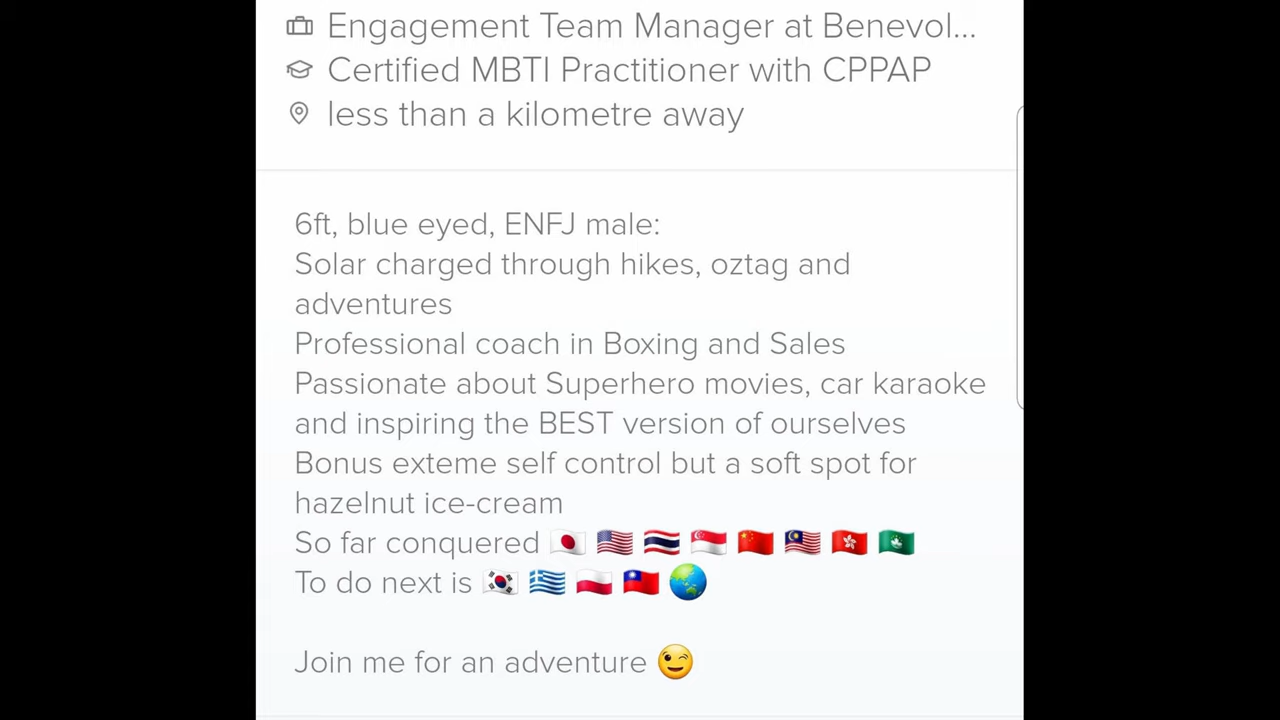 Engagement Team Manager at Benevol...
Certified MBTI Practitioner with CPPAP
less than a kilometre away
6ft, blue eyed, ENFJ male:
Solar charged through hikes, oztag and
adventures
Professional coach in Boxing and Sales
Passionate about Superhero movies, car karaoke
and inspiring the BEST version of ourselves
Bonus exteme self control but a soft spot for
hazelnut ice-cream
So far conquered 🇯🇵 🇺🇸 🇹🇭 🇸🇬 🇨🇳 🇲🇾 🇭🇰 🇲🇴
To do next is 🇰🇷 🇬🇷 🇵🇱 🇹🇼 🌏
Join me for an adventure 😉